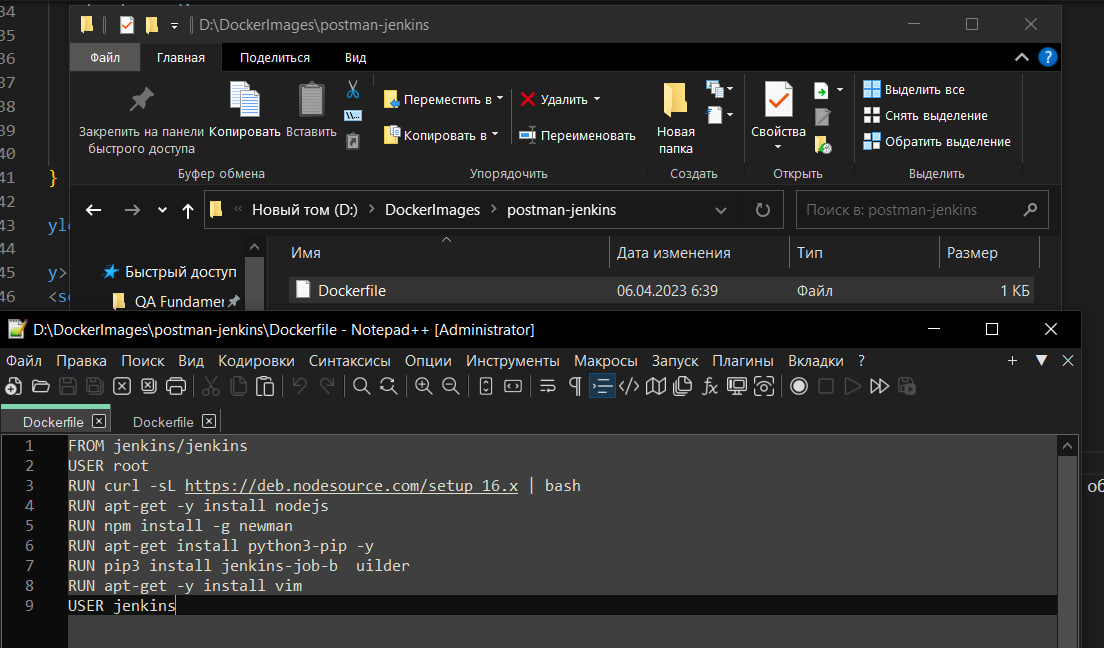 34
D:\DockerImages\postman-jenkins
35
36
Файл Главная Поделиться Вид
37
38
39
40
41 }
42
43
44
45 y>
46
Закрепить на панели быстрого доступа
Копировать
Вставить
Переместить в
Копировать в
Удалить
Переименовать
Новая папка
Свойства
Выделить все
Снять выделение
Обратить выделение
Буфер обмена Упорядочить Создать Открыть Выделить
« Новый том (D:) > DockerImages > postman-jenkins
Поиск в: postman-jenkins
Быстрый доступ
QA Fundamer
Имя Дата изменения Тип Размер
Dockerfile 06.04.2023 6:39 Файл 1 КБ
D:\DockerImages\postman-jenkins\Dockerfile - Notepad++ [Administrator]
Файл Правка Поиск Вид Кодировки Синтаксисы Опции Инструменты Макросы Запуск Плагины Вкладки ?
Dockerfile Dockerfile
1 FROM jenkins/jenkins
2 USER root
3 RUN curl -sL https://deb.nodesource.com/setup_16.x | bash
4 RUN apt-get -y install nodejs
5 RUN npm install -g newman
6 RUN apt-get install python3-pip -y
7 RUN pip3 install jenkins-job-b  uilder
8 RUN apt-get -y install vim
9 USER jenkins